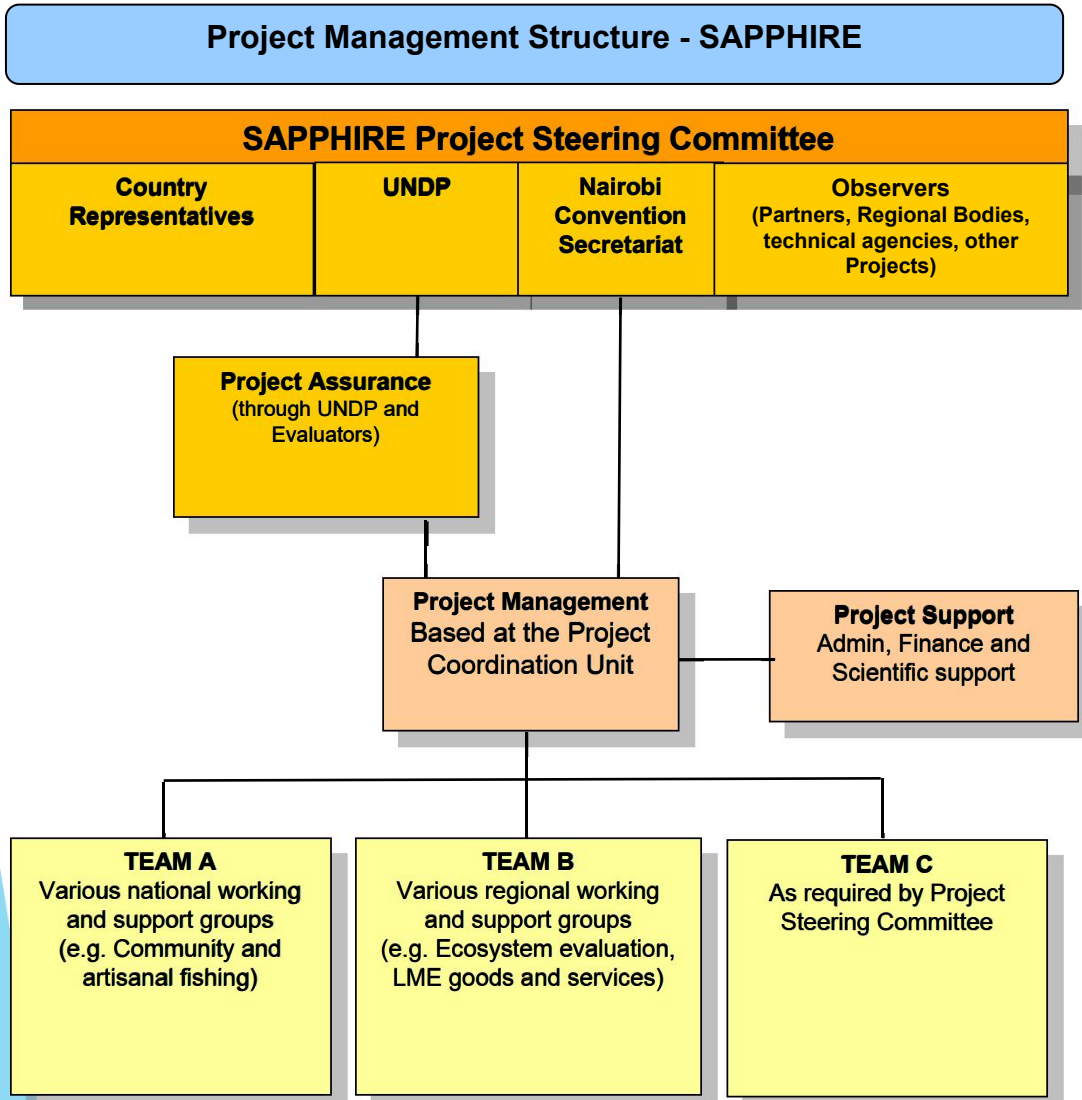 Project Management Structure - SAPPHIRE
SAPPHIRE Project Steering Committee
Country
Representatives
UNDP
Nairobi
Convention
Secretariat
Observers
(Partners, Regional Bodies,
technical agencies, other
Projects)
Project Assurance
(through UNDP and
Evaluators)
Project Management
Based at the Project
Coordination Unit
Project Support
Admin, Finance and
Scientific support
TEAM A
Various national working
and support groups
(e.g. Community and
artisanal fishing)
TEAM B
Various regional working
and support groups
(e.g. Ecosystem evaluation,
LME goods and services)
TEAM C
As required by Project
Steering Committee